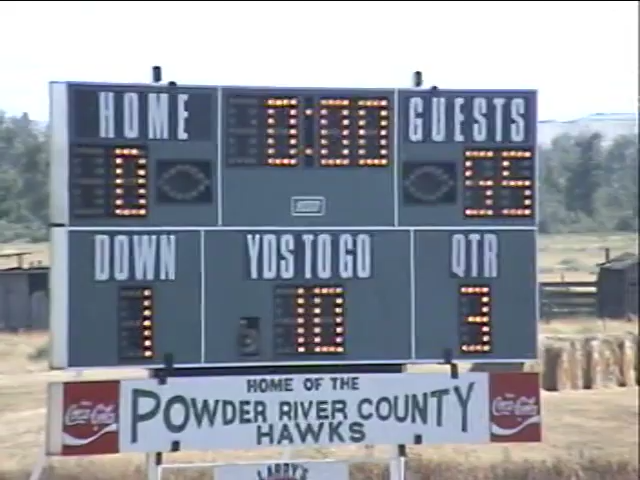 HOME 0:00 GUESTS
0 45
DOWN YDS TO GO QTR
1 10 3
HOME OF THE
Coca-Cola POWDER RIVER COUNTY Coca-Cola
HAWKS
LARRY'S